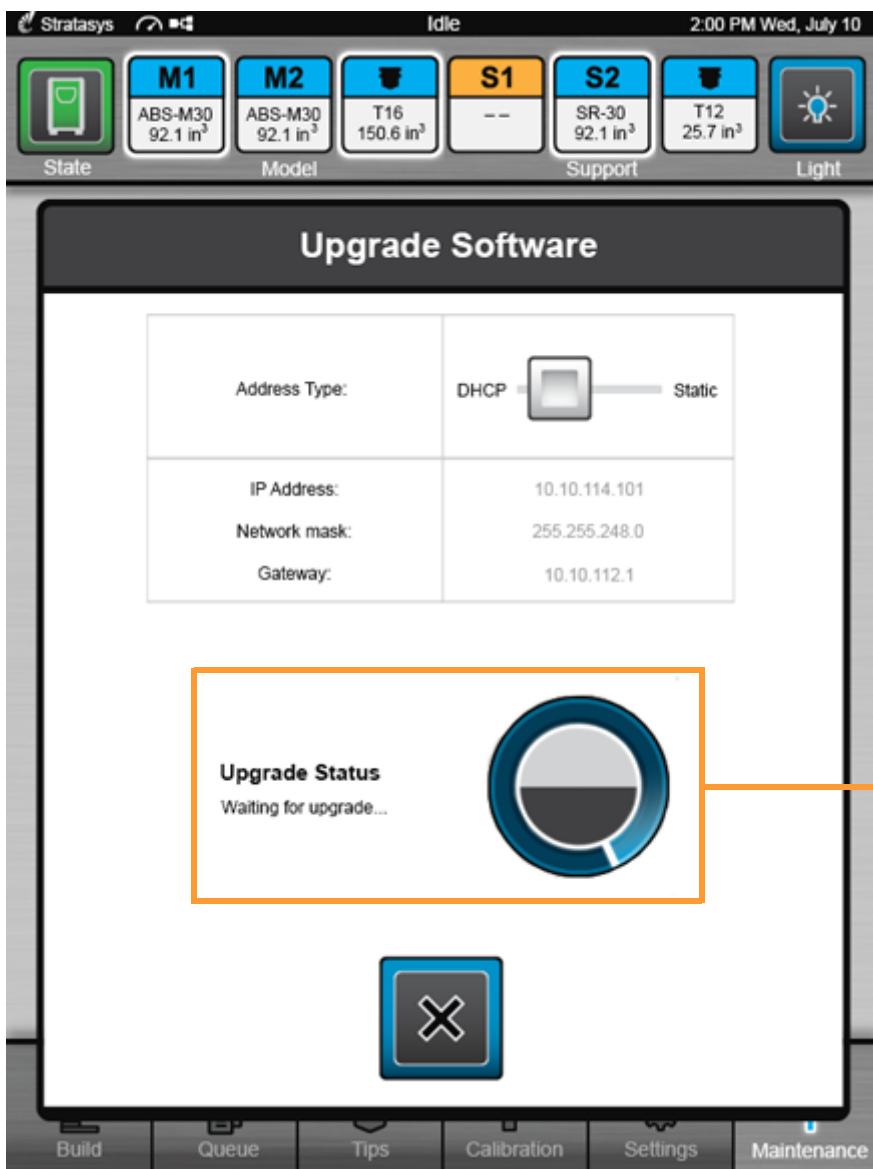 Stratasys Idle 2:00 PM Wed, July 10
M1 M2 S1 S2
ABS-M30 ABS-M30 T16 -- SR-30 T12
92.1 in³ 92.1 in³ 150.6 in³ 92.1 in³ 25.7 in³
State Model Support Light
Upgrade Software
Address Type: DHCP Static
IP Address: 10.10.114.101
Network mask: 255.255.248.0
Gateway: 10.10.112.1
Upgrade Status
Waiting for upgrade...
Build Queue Tips Calibration Settings Maintenance